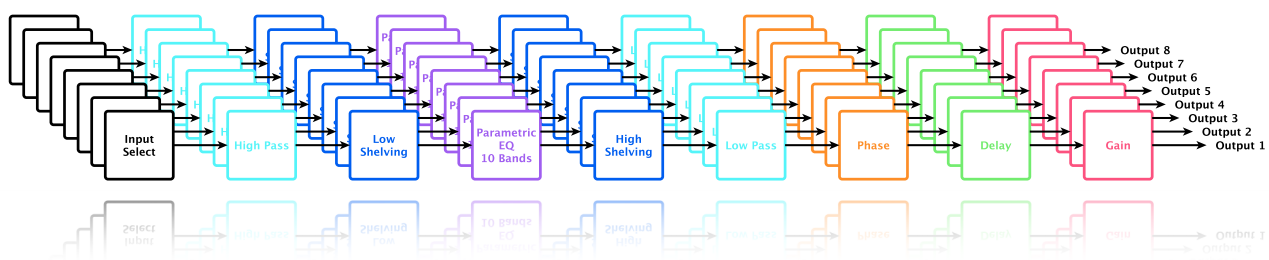 Input
Select
High Pass
Low
Shelving
Parametric
EQ
10 Bands
High
Shelving
Low Pass
Phase
Delay
Gain
Output 8
Output 7
Output 6
Output 5
Output 4
Output 3
Output 2
Output 1